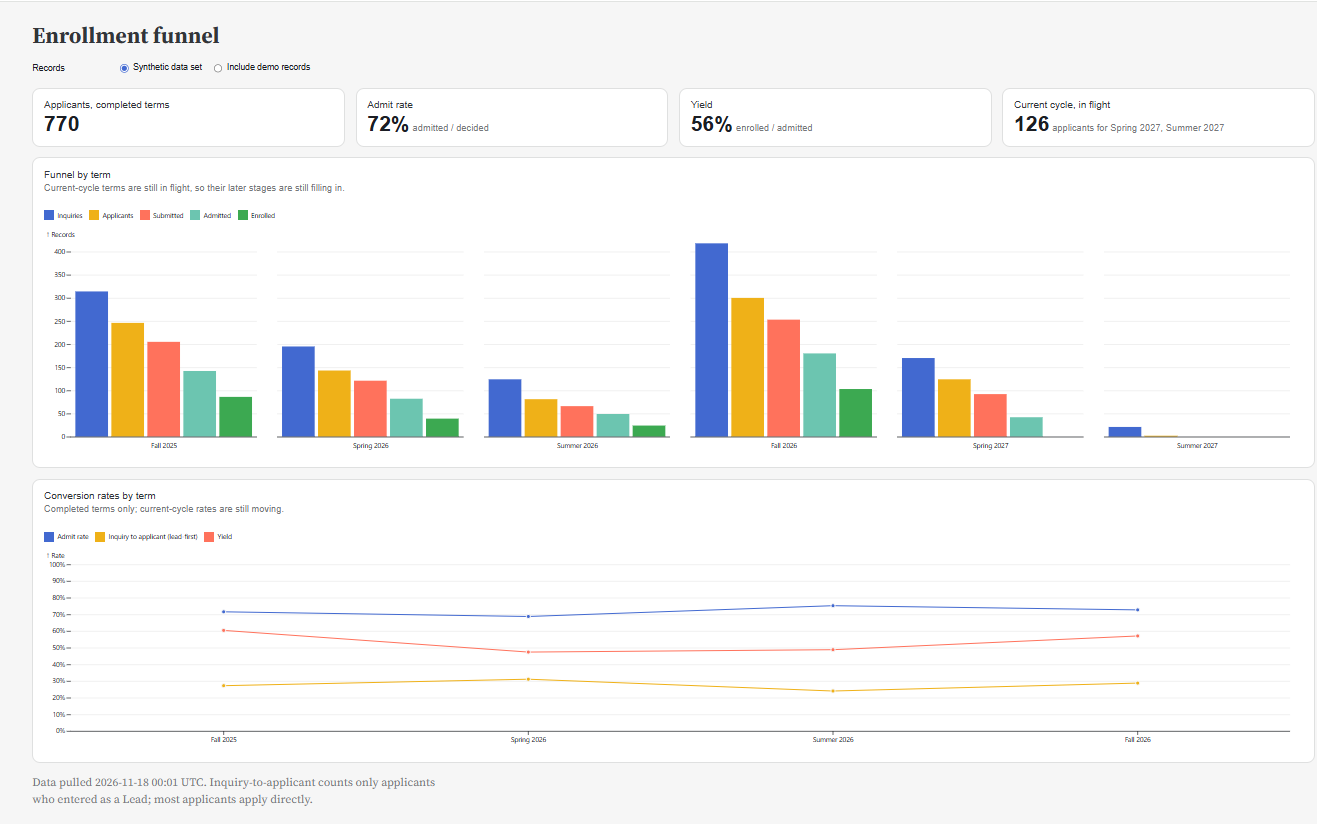 Enrollment funnel
Records Synthetic data set Include demo records
Applicants, completed terms
770
Admit rate
72% admitted / decided
Yield
56% enrolled / admitted
Current cycle, in flight
126 applicants for Spring 2027, Summer 2027
Funnel by term
Current-cycle terms are still in flight, so their later stages are still filling in.
Inquiries Applicants Submitted Admitted Enrolled
↑ Records
400
350
300
250
200
150
100
50
0
Fall 2025 Spring 2026 Summer 2026 Fall 2026 Spring 2027 Summer 2027
Conversion rates by term
Completed terms only; current-cycle rates are still moving.
Admit rate Inquiry to applicant (lead-first) Yield
↑ Rate
100%
90%
80%
70%
60%
50%
40%
30%
20%
10%
0%
Fall 2025 Spring 2026 Summer 2026 Fall 2026
Data pulled 2026-11-18 00:01 UTC. Inquiry-to-applicant counts only applicants
who entered as a Lead; most applicants apply directly.